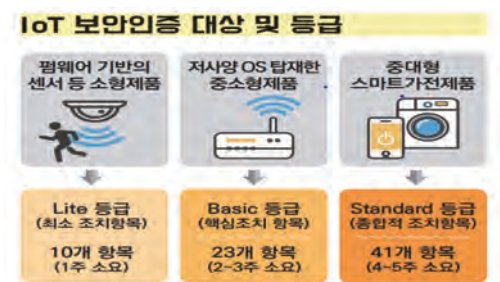 IoT 보안인증 대상 및 등급
펌웨어 기반의
센서 등 소형제품
저사양 OS 탑재한
중소형제품
중대형
스마트가전제품
Lite 등급
(최소 조치항목)
10개 항목
(1주 소요)
Basic 등급
(핵심조치 항목)
23개 항목
(2~3주 소요)
Standard 등급
(종합적 조치항목)
41개 항목
(4~5주 소요)